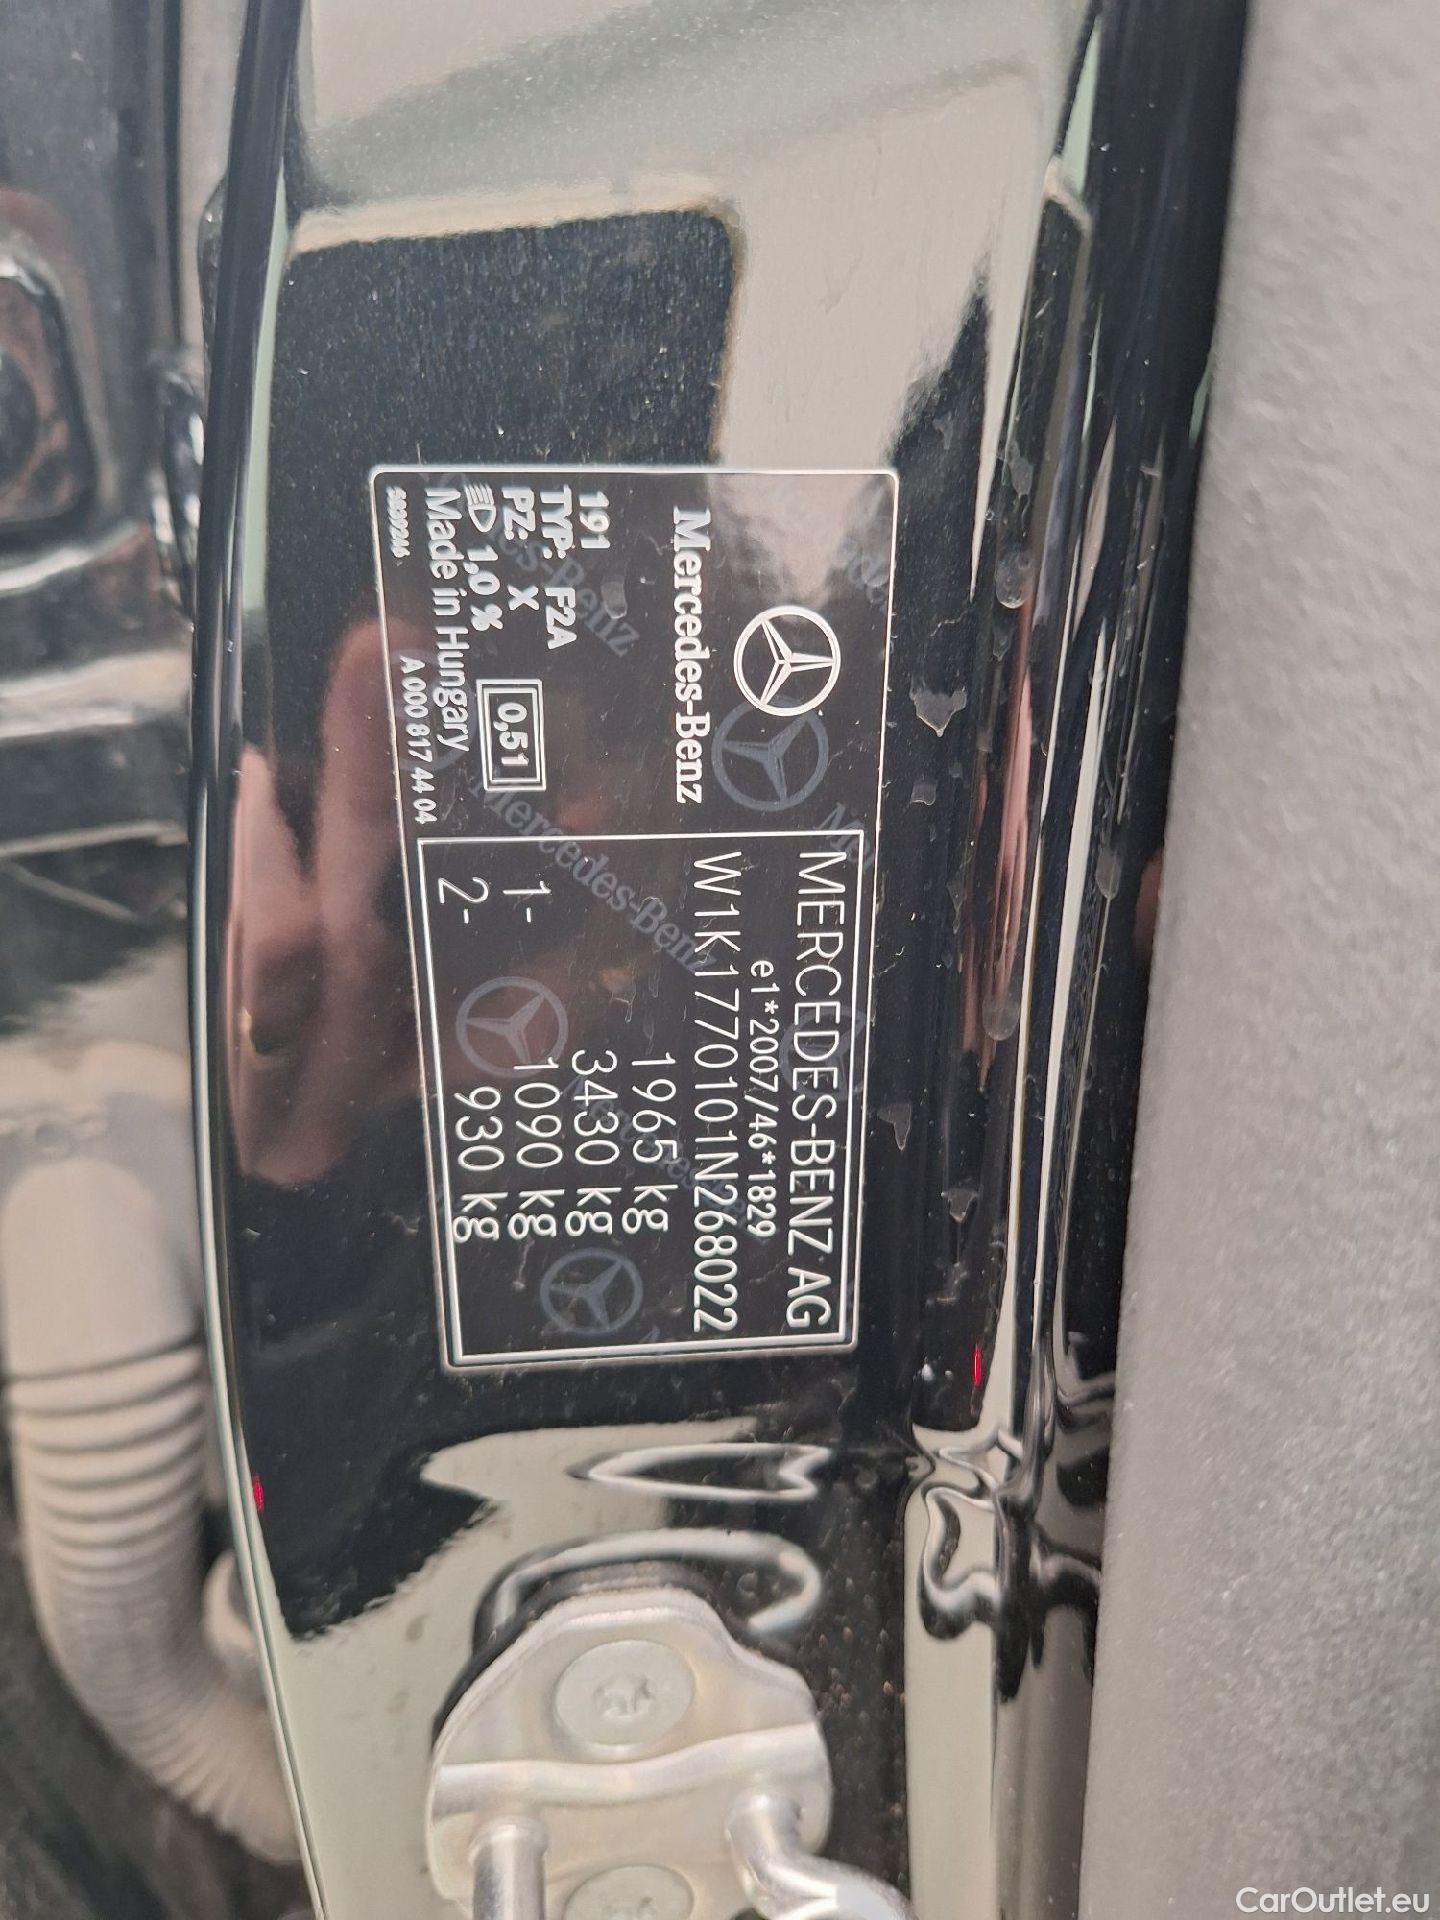 Mercedes-Benz
191
TYP: F2A
PZ: X
1,0 %
0,51
Made in Hungary
A 000 817 44 04
MERCEDES-BENZ AG
e1*2007/46*1829
W1K1770101N268022
1965 kg
3430 kg
1- 1090 kg
2- 930 kg
CarOutlet.eu